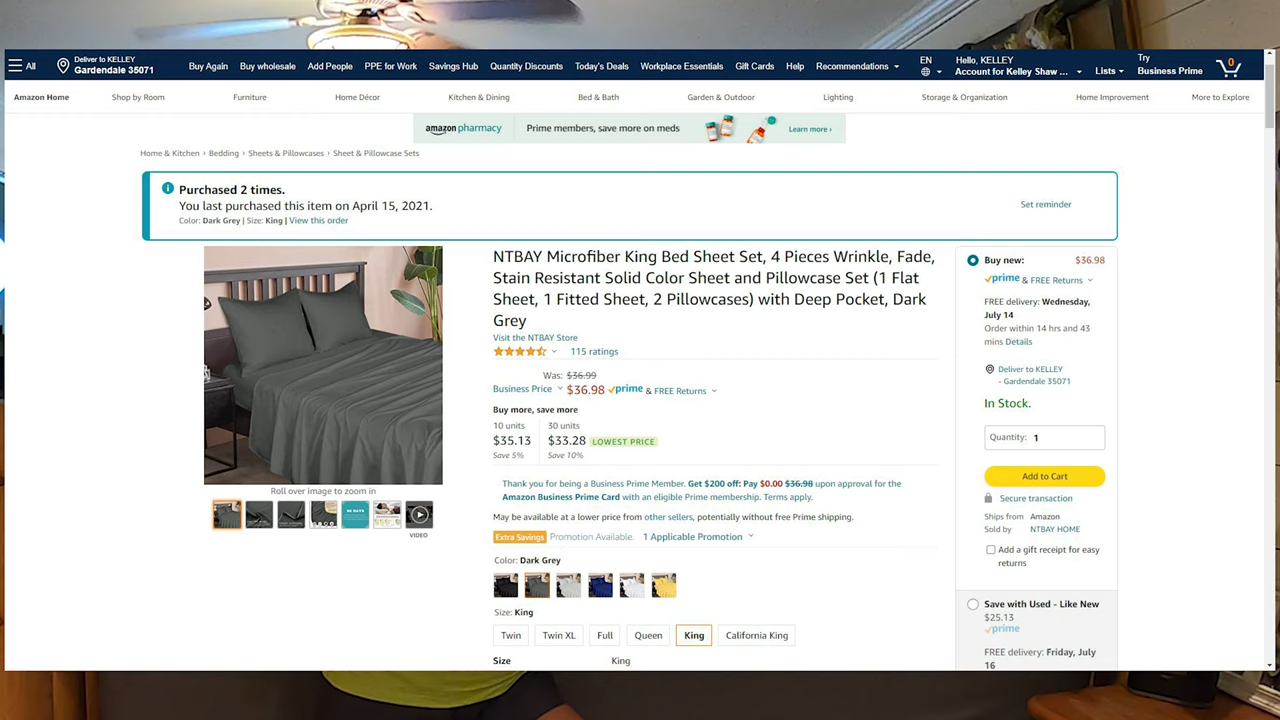 All
Deliver to KELLEY
Gardendale 35071
Buy Again Buy wholesale Add People PPE for Work Savings Hub Quantity Discounts Today's Deals Workplace Essentials Gift Cards Help Recommendations
EN
Hello, KELLEY
Account for Kelley Shaw ...
Lists
Try
Business Prime
0
Amazon Home Shop by Room Furniture Home Décor Kitchen & Dining Bed & Bath Garden & Outdoor Lighting Storage & Organization Home Improvement More to Explore
amazon pharmacy Prime members, save more on meds Learn more ›
Home & Kitchen › Bedding › Sheets & Pillowcases › Sheet & Pillowcase Sets
Purchased 2 times.
You last purchased this item on April 15, 2021.
Color: Dark Grey | Size: King | View this order
Set reminder
Roll over image to zoom in
VIDEO
NTBAY Microfiber King Bed Sheet Set, 4 Pieces Wrinkle, Fade,
Stain Resistant Solid Color Sheet and Pillowcase Set (1 Flat
Sheet, 1 Fitted Sheet, 2 Pillowcases) with Deep Pocket, Dark
Grey
Visit the NTBAY Store
115 ratings
Was: $36.99
Business Price $36.98 prime & FREE Returns
Buy more, save more
10 units 30 units
$35.13 $33.28 LOWEST PRICE
Save 5% Save 10%
Thank you for being a Business Prime Member. Get $200 off: Pay $0.00 $36.98 upon approval for the
Amazon Business Prime Card with an eligible Prime membership. Terms apply.
May be available at a lower price from other sellers, potentially without free Prime shipping.
Extra Savings Promotion Available. 1 Applicable Promotion
Color: Dark Grey
Size: King
Twin Twin XL Full Queen King California King
Size King
Buy new: $36.98
prime & FREE Returns
FREE delivery: Wednesday,
July 14
Order within 14 hrs and 43
mins Details
Deliver to KELLEY
- Gardendale 35071
In Stock.
Quantity: 1
Add to Cart
Secure transaction
Ships from Amazon
Sold by NTBAY HOME
Add a gift receipt for easy
returns
Save with Used - Like New
$25.13
prime
FREE delivery: Friday, July
16